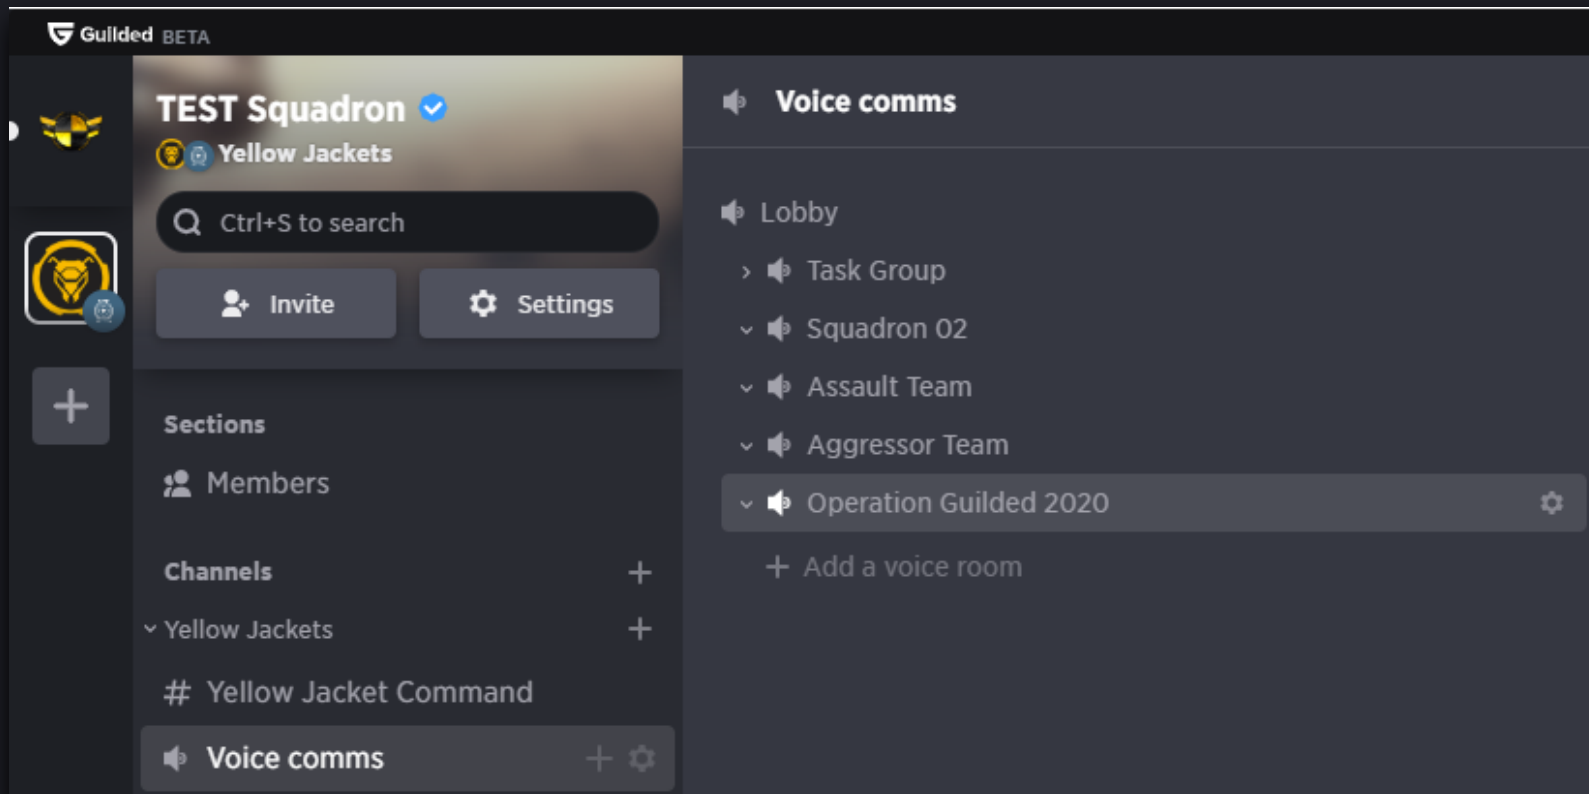 Guilded BETA
TEST Squadron
Yellow Jackets
Ctrl+S to search
Invite
Settings
Sections
Members
Channels
Yellow Jackets
# Yellow Jacket Command
Voice comms
Voice comms
Lobby
Task Group
Squadron 02
Assault Team
Aggressor Team
Operation Guilded 2020
Add a voice room